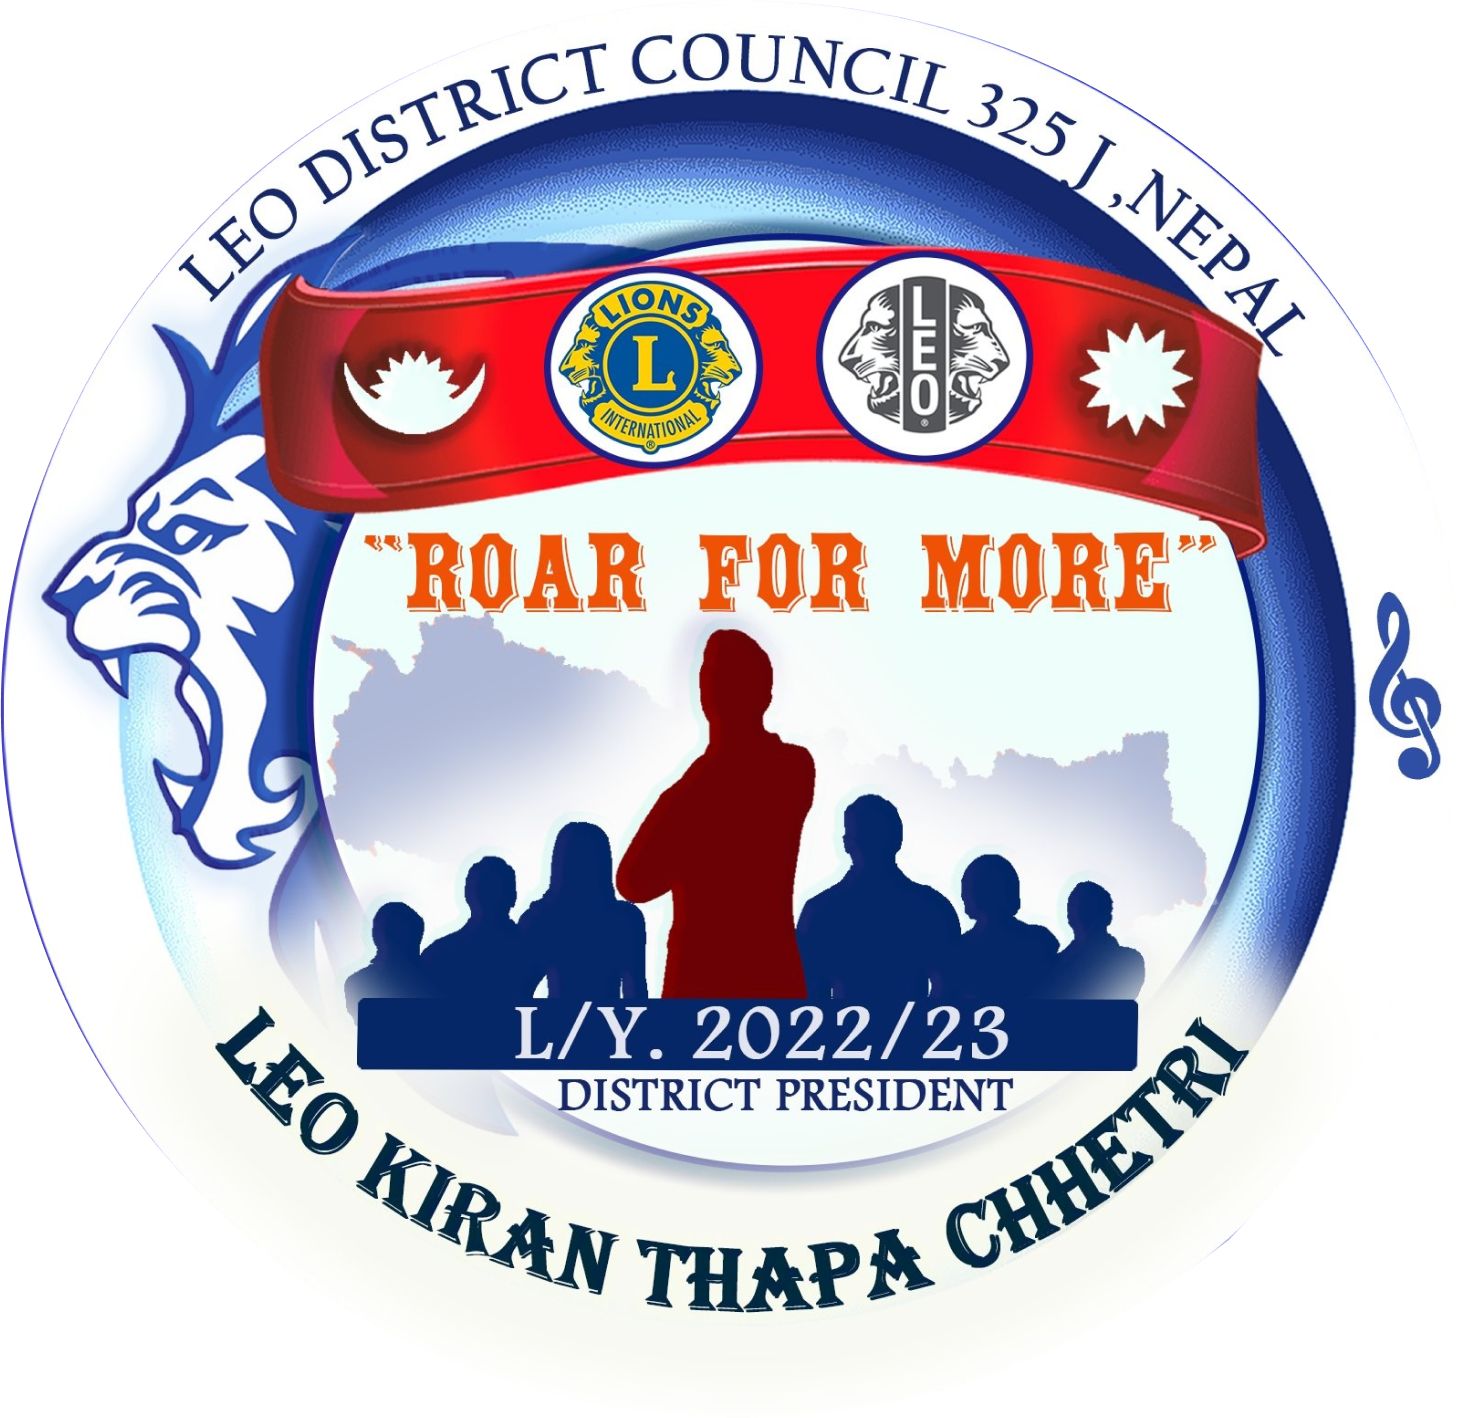 LEO DISTRICT COUNCIL 325 J ,NEPAL
LIONS
L
INTERNATIONAL
®
LEO
®
“ROAR FOR MORE”
L/Y. 2022/23
DISTRICT PRESIDENT
LEO KIRAN THAPA CHHETRI